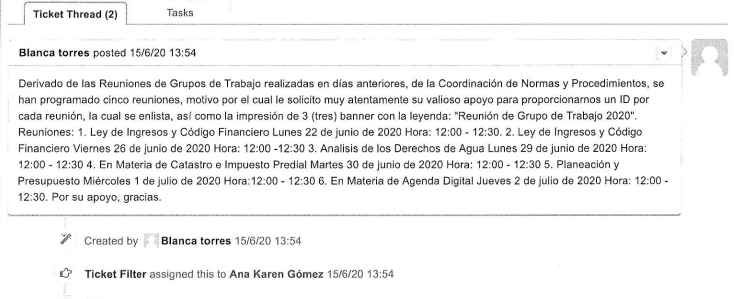 Ticket Thread (2) Tasks
Blanca torres posted 15/6/20 13:54
Derivado de las Reuniones de Grupos de Trabajo realizadas en días anteriores, de la Coordinación de Normas y Procedimientos, se
han programado cinco reuniones, motivo por el cual le solicito muy atentamente su valioso apoyo para proporcionarnos un ID por
cada reunión, la cual se enlista, así como la impresión de 3 (tres) banner con la leyenda: "Reunión de Grupo de Trabajo 2020".
Reuniones: 1. Ley de Ingresos y Código Financiero Lunes 22 de junio de 2020 Hora: 12:00 - 12:30. 2. Ley de Ingresos y Código
Financiero Viernes 26 de junio de 2020 Hora: 12:00 -12:30 3. Analisis de los Derechos de Agua Lunes 29 de junio de 2020 Hora:
12:00 - 12:30 4. En Materia de Catastro e Impuesto Predial Martes 30 de junio de 2020 Hora: 12:00 - 12:30 5. Planeación y
Presupuesto Miércoles 1 de julio de 2020 Hora:12:00 - 12:30 6. En Materia de Agenda Digital Jueves 2 de julio de 2020 Hora: 12:00 -
12:30. Por su apoyo, gracias.
Created by Blanca torres 15/6/20 13:54
Ticket Filter assigned this to Ana Karen Gómez 15/6/20 13:54